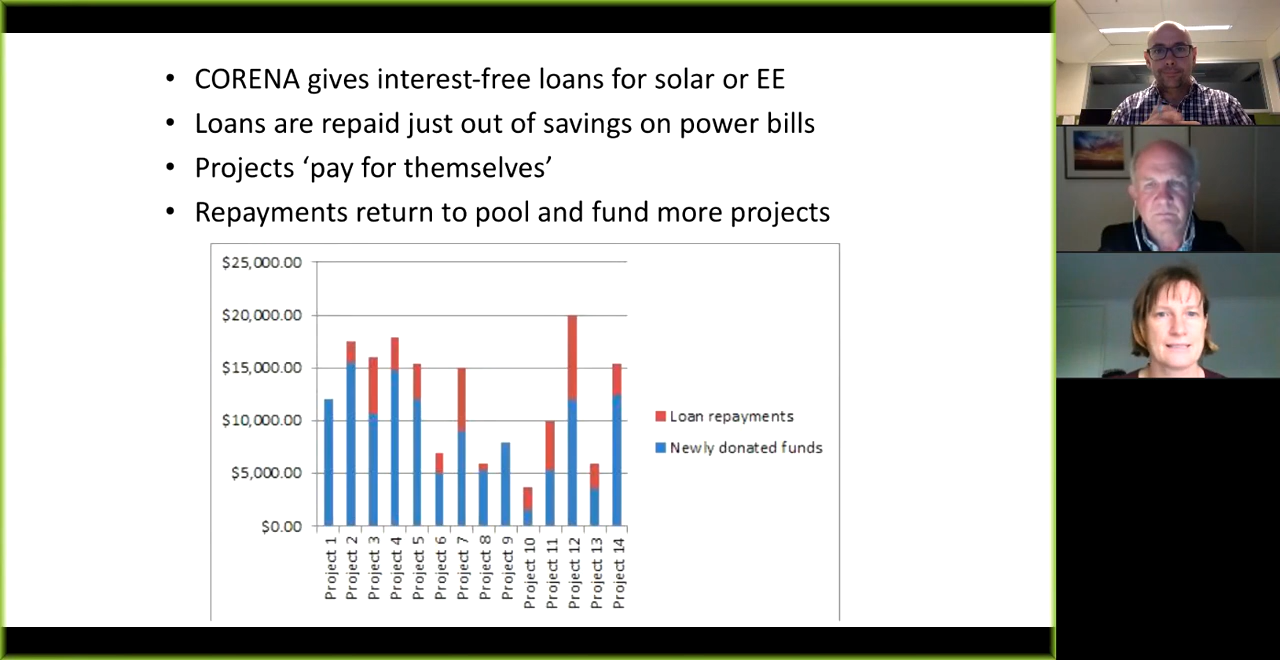 • CORENA gives interest-free loans for solar or EE
• Loans are repaid just out of savings on power bills
• Projects ‘pay for themselves’
• Repayments return to pool and fund more projects
$25,000.00
$20,000.00
$15,000.00
$10,000.00
$5,000.00
$0.00
Project 1
Project 2
Project 3
Project 4
Project 5
Project 6
Project 7
Project 8
Project 9
Project 10
Project 11
Project 12
Project 13
Project 14
Loan repayments
Newly donated funds